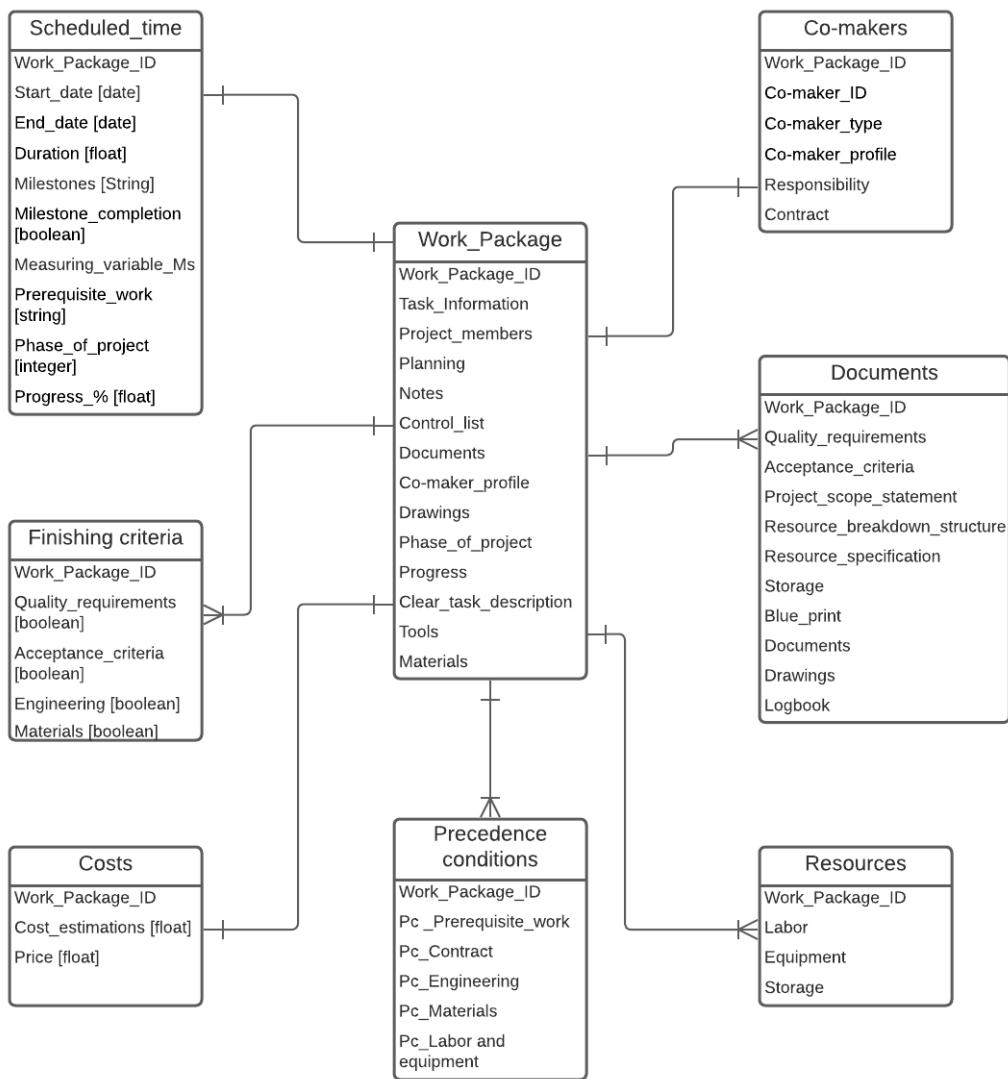 Scheduled_time
Work_Package_ID
Start_date [date]
End_date [date]
Duration [float]
Milestones [String]
Milestone_completion
[boolean]
Measuring_variable_Ms
Prerequisite_work
[string]
Phase_of_project
[integer]
Progress_% [float]
Co-makers
Work_Package_ID
Co-maker_ID
Co-maker_type
Co-maker_profile
Responsibility
Contract
Work_Package
Work_Package_ID
Task_Information
Project_members
Planning
Notes
Control_list
Documents
Co-maker_profile
Drawings
Phase_of_project
Progress
Clear_task_description
Tools
Materials
Documents
Work_Package_ID
Quality_requirements
Acceptance_criteria
Project_scope_statement
Resource_breakdown_structure
Resource_specification
Storage
Blue_print
Documents
Drawings
Logbook
Finishing criteria
Work_Package_ID
Quality_requirements
[boolean]
Acceptance_criteria
[boolean]
Engineering [boolean]
Materials [boolean]
Costs
Work_Package_ID
Cost_estimations [float]
Price [float]
Precedence
conditions
Work_Package_ID
Pc _Prerequisite_work
Pc_Contract
Pc_Engineering
Pc_Materials
Pc_Labor and
equipment
Resources
Work_Package_ID
Labor
Equipment
Storage